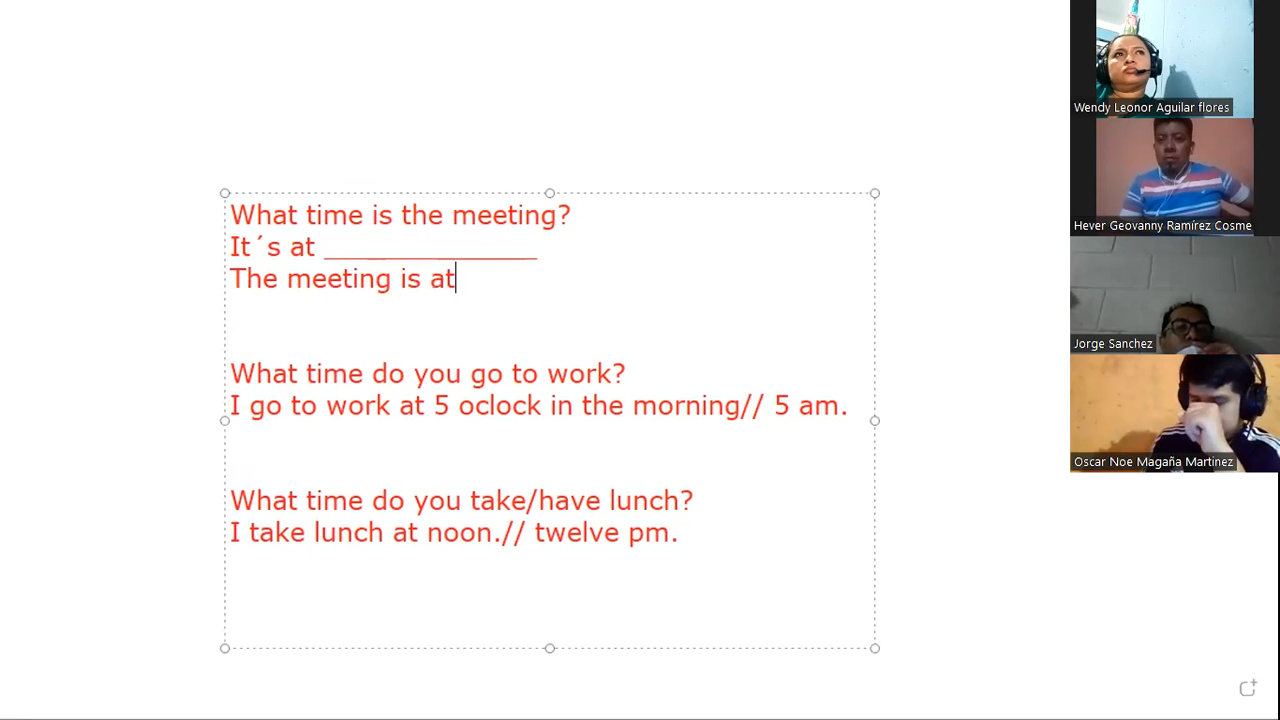 What time is the meeting?
It´s at _______________
The meeting is at
What time do you go to work?
I go to work at 5 oclock in the morning// 5 am.
What time do you take/have lunch?
I take lunch at noon.// twelve pm.
Wendy Leonor Aguilar flores
Hever Geovanny Ramírez Cosme
Jorge Sanchez
Oscar Noe Magaña Martinez